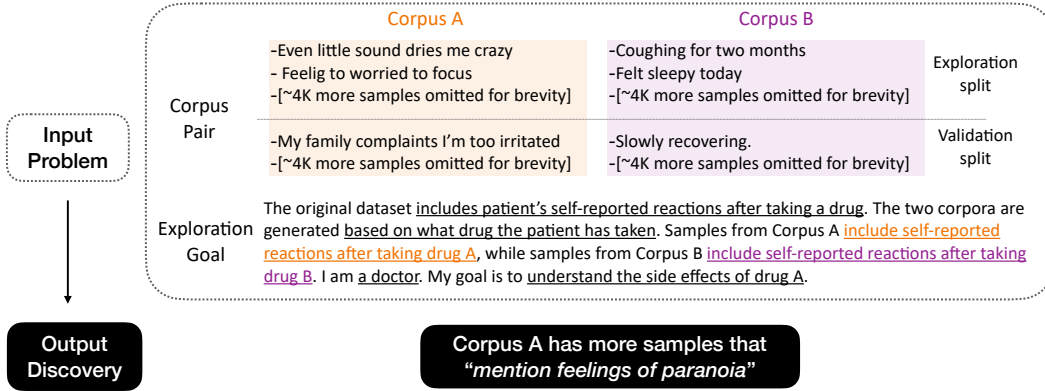 Corpus A
Corpus B
-Even little sound dries me crazy
- Feelig to worried to focus
-[~4K more samples omitted for brevity]
-Coughing for two months
-Felt sleepy today
-[~4K more samples omitted for brevity]
Exploration
split
Corpus
Pair
Input
Problem
-My family complaints I'm too irritated
-[~4K more samples omitted for brevity]
-Slowly recovering.
-[~4K more samples omitted for brevity]
Validation
split
Exploration
Goal
The original dataset includes patient's self-reported reactions after taking a drug. The two corpora are
generated based on what drug the patient has taken. Samples from Corpus A include self-reported
reactions after taking drug A, while samples from Corpus B include self-reported reactions after taking
drug B. I am a doctor. My goal is to understand the side effects of drug A.
Output
Discovery
Corpus A has more samples that
"mention feelings of paranoia"